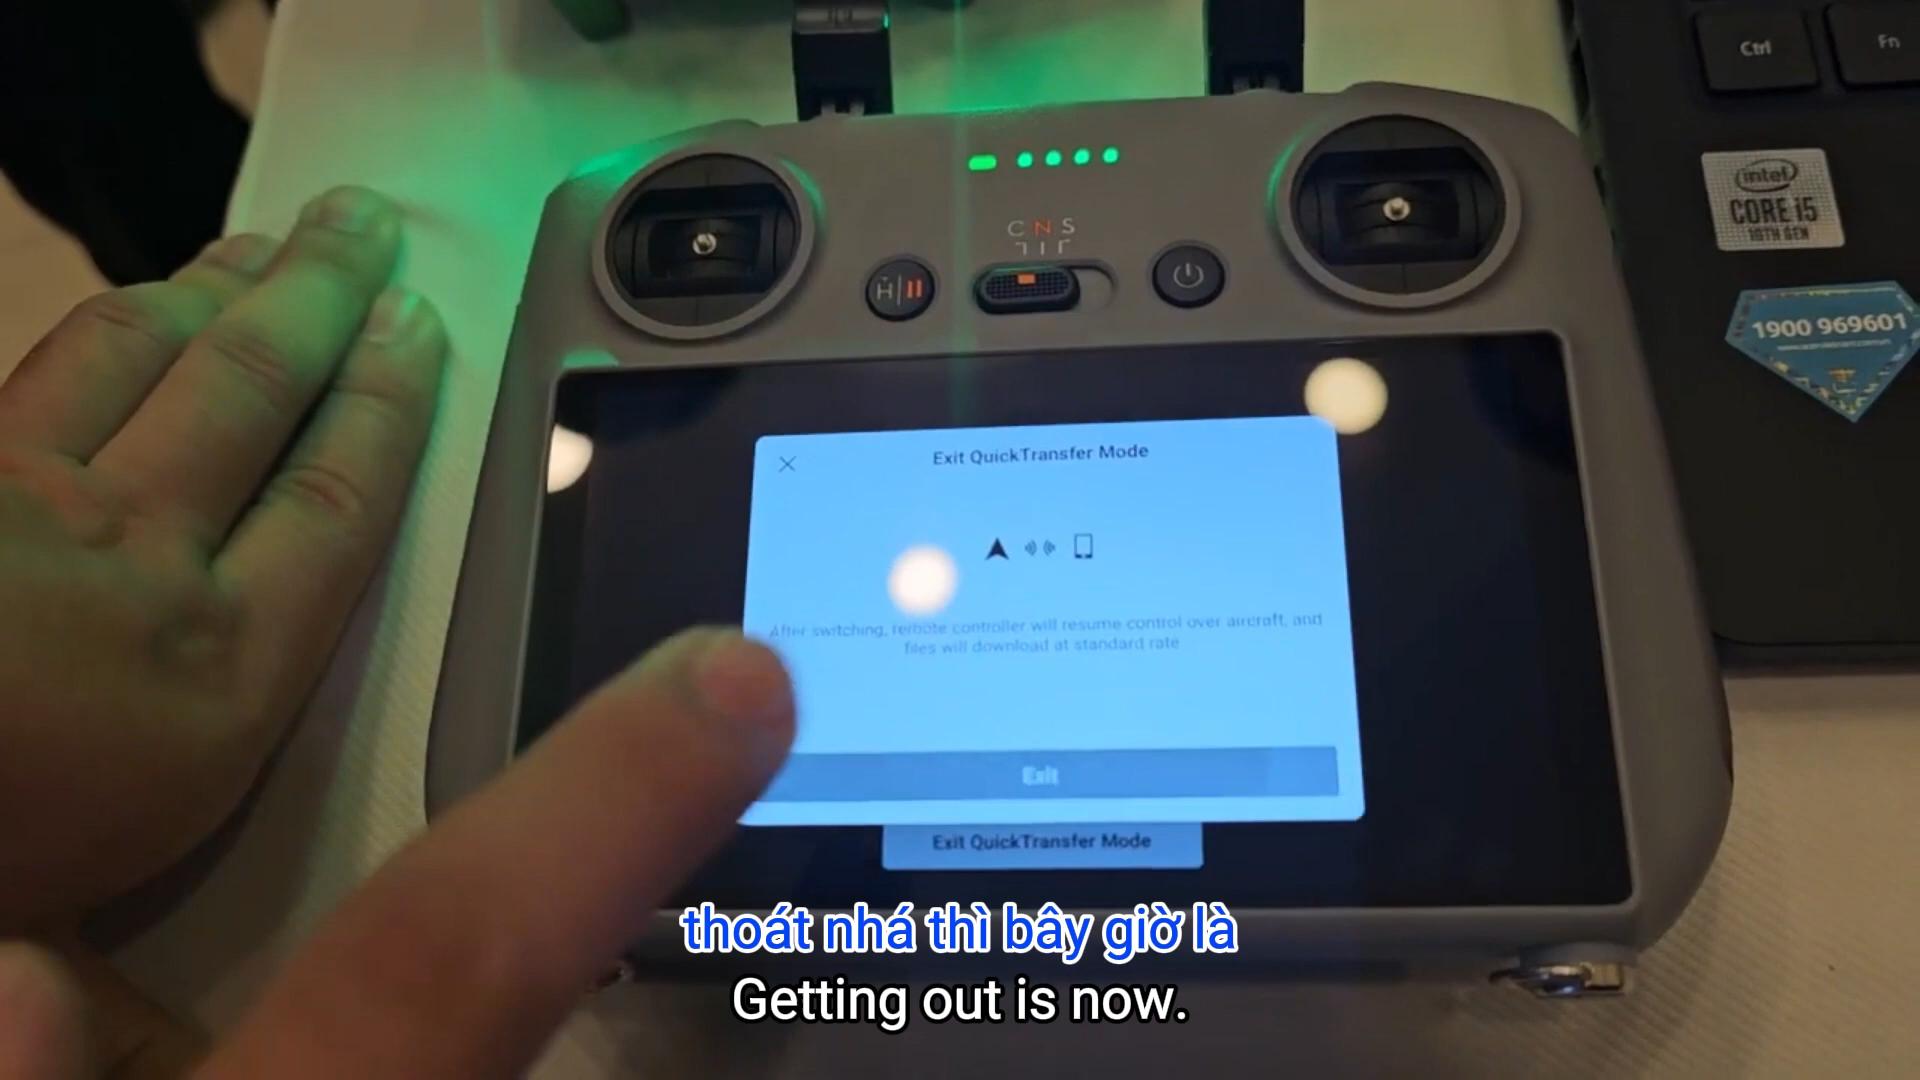 Ctrl
Fn
intel
CORE i5
10TH GEN
C N S
H
1900 969601
Exit QuickTransfer Mode
After switching, remote controller will resume control over aircraft, and
files will download at standard rate
Exit
Exit QuickTransfer Mode
thoát nhá thì bây giờ là
Getting out is now.